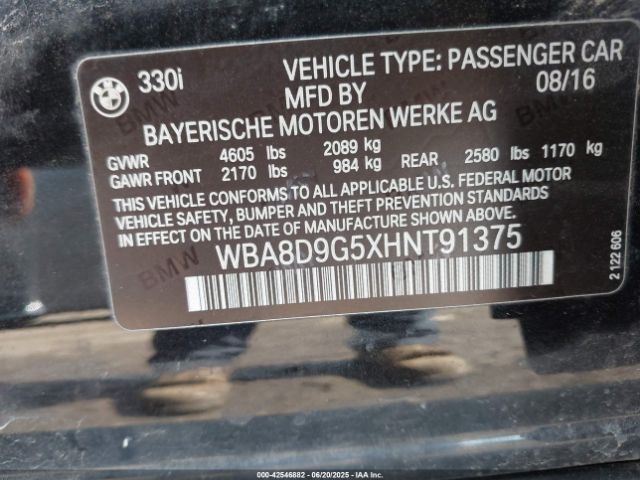 BMW 330i VEHICLE TYPE: PASSENGER CAR
MFD BY 08/16
BAYERISCHE MOTOREN WERKE AG
GVWR 4605 lbs 2089 kg
GAWR FRONT 2170 lbs 984 kg REAR 2580 lbs 1170 kg
THIS VEHICLE CONFORMS TO ALL APPLICABLE U.S. FEDERAL MOTOR
VEHICLE SAFETY, BUMPER AND THEFT PREVENTION STANDARDS
IN EFFECT ON THE DATE OF MANUFACTURE SHOWN ABOVE.
WBA8D9G5XHNT91375
2 122 606
000-42546882 / 06/20/2025 / IAAI.COM